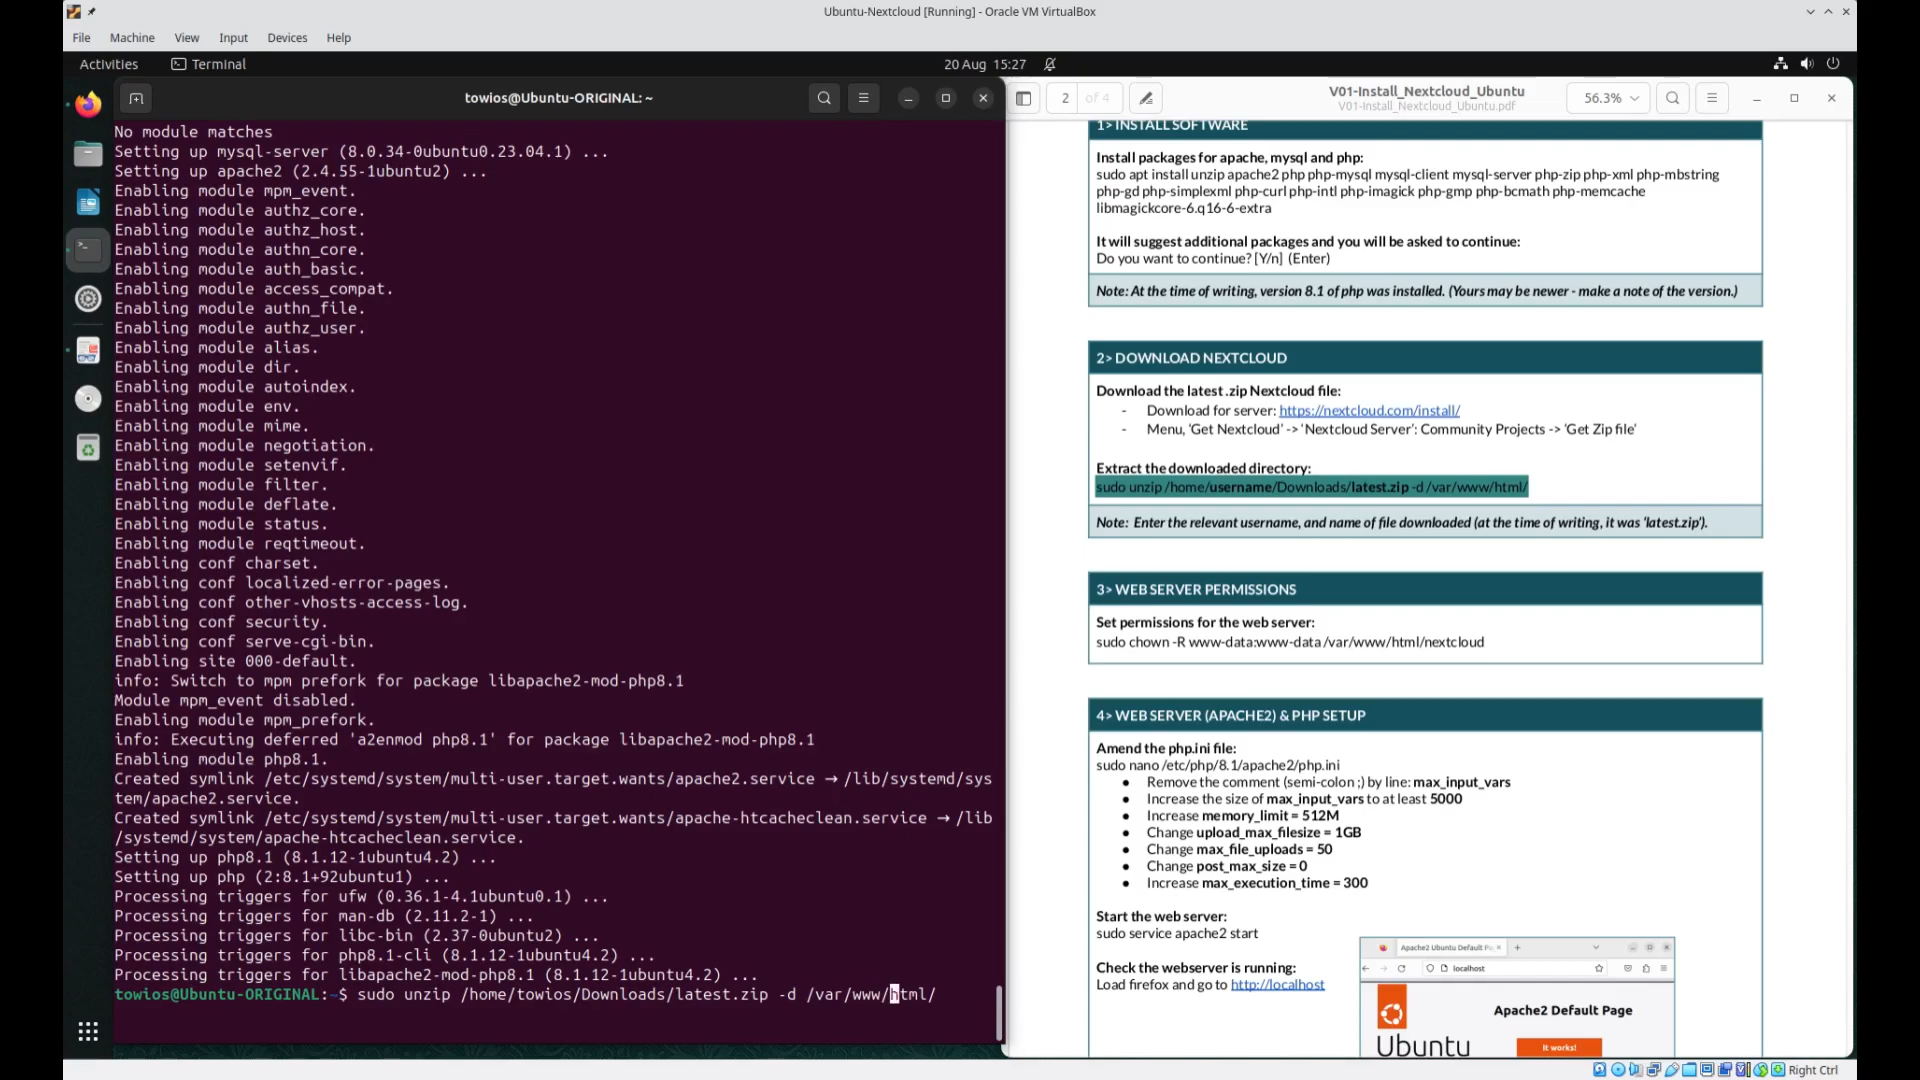 Ubuntu-Nextcloud [Running] - Oracle VM VirtualBox
File Machine View Input Devices Help
Activities Terminal 20 Aug 15:27
towios@Ubuntu-ORIGINAL: ~
No module matches
Setting up mysql-server (8.0.34-0ubuntu0.23.04.1) ...
Setting up apache2 (2.4.55-1ubuntu2) ...
Enabling module mpm_event.
Enabling module authz_core.
Enabling module authz_host.
Enabling module authn_core.
Enabling module auth_basic.
Enabling module access_compat.
Enabling module authn_file.
Enabling module authz_user.
Enabling module alias.
Enabling module dir.
Enabling module autoindex.
Enabling module env.
Enabling module mime.
Enabling module negotiation.
Enabling module setenvif.
Enabling module filter.
Enabling module deflate.
Enabling module status.
Enabling module reqtimeout.
Enabling conf charset.
Enabling conf localized-error-pages.
Enabling conf other-vhosts-access-log.
Enabling conf security.
Enabling conf serve-cgi-bin.
Enabling site 000-default.
info: Switch to mpm prefork for package libapache2-mod-php8.1
Module mpm_event disabled.
Enabling module mpm_prefork.
info: Executing deferred 'a2enmod php8.1' for package libapache2-mod-php8.1
Enabling module php8.1.
Created symlink /etc/systemd/system/multi-user.target.wants/apache2.service → /lib/systemd/sys
tem/apache2.service.
Created symlink /etc/systemd/system/multi-user.target.wants/apache-htcacheclean.service → /lib
/systemd/system/apache-htcacheclean.service.
Setting up php8.1 (8.1.12-1ubuntu4.2) ...
Setting up php (2:8.1+92ubuntu1) ...
Processing triggers for ufw (0.36.1-4.1ubuntu0.1) ...
Processing triggers for man-db (2.11.2-1) ...
Processing triggers for libc-bin (2.37-0ubuntu2) ...
Processing triggers for php8.1-cli (8.1.12-1ubuntu4.2) ...
Processing triggers for libapache2-mod-php8.1 (8.1.12-1ubuntu4.2) ...
towios@Ubuntu-ORIGINAL:~$ sudo unzip /home/towios/Downloads/latest.zip -d /var/www/html/
2 of 4
V01-Install_Nextcloud_Ubuntu
V01-Install_Nextcloud_Ubuntu.pdf
56.3%
1> INSTALL SOFTWARE
Install packages for apache, mysql and php:
sudo apt install unzip apache2 php php-mysql mysql-client mysql-server php-zip php-xml php-mbstring
php-gd php-simplexml php-curl php-intl php-imagick php-gmp php-bcmath php-memcache
libmagickcore-6.q16-6-extra
It will suggest additional packages and you will be asked to continue:
Do you want to continue? [Y/n] (Enter)
Note: At the time of writing, version 8.1 of php was installed. (Yours may be newer - make a note of the version.)
2> DOWNLOAD NEXTCLOUD
Download the latest .zip Nextcloud file:
- Download for server: https://nextcloud.com/install/
- Menu, 'Get Nextcloud' -> 'Nextcloud Server': Community Projects -> 'Get Zip file'
Extract the downloaded directory:
sudo unzip /home/username/Downloads/latest.zip -d /var/www/html/
Note: Enter the relevant username, and name of file downloaded (at the time of writing, it was 'latest.zip').
3> WEB SERVER PERMISSIONS
Set permissions for the web server:
sudo chown -R www-data:www-data /var/www/html/nextcloud
4> WEB SERVER (APACHE2) & PHP SETUP
Amend the php.ini file:
sudo nano /etc/php/8.1/apache2/php.ini
● Remove the comment (semi-colon ;) by line: max_input_vars
● Increase the size of max_input_vars to at least 5000
● Increase memory_limit = 512M
● Change upload_max_filesize = 1GB
● Change max_file_uploads = 50
● Change post_max_size = 0
● Increase max_execution_time = 300
Start the web server:
sudo service apache2 start
Check the webserver is running:
Load firefox and go to http://localhost
Apache2 Ubuntu Default Pa
localhost
Apache2 Default Page
Ubuntu
It works!
Right Ctrl